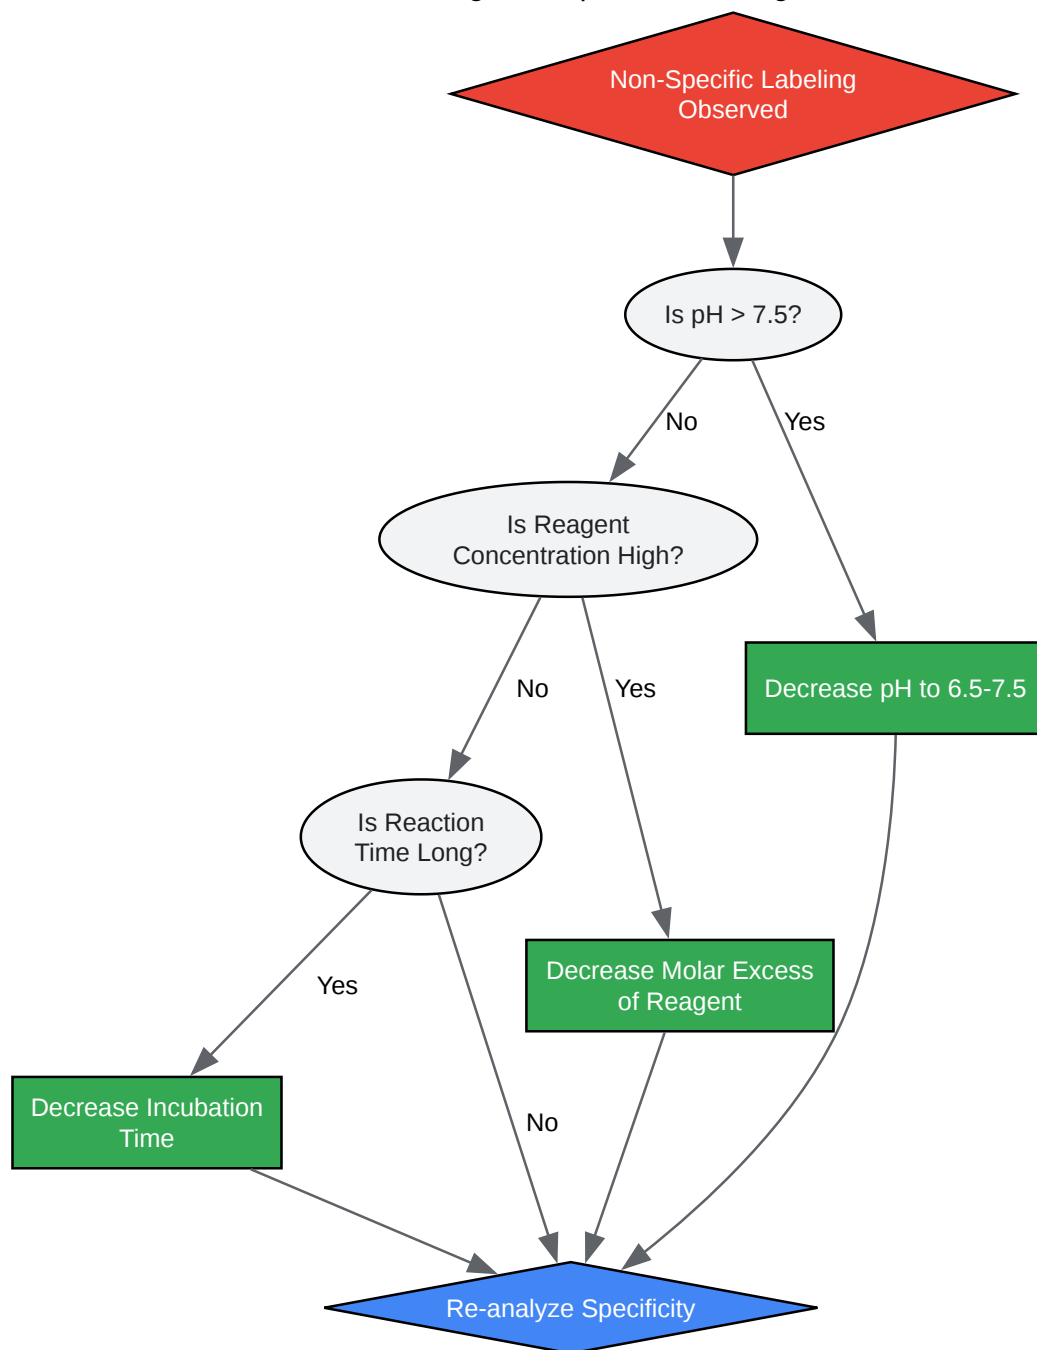 Non-Specific Labeling
Observed
Is pH > 7.5?
No
Yes
Is Reagent
Concentration High?
No
Yes
Decrease pH to 6.5-7.5
Is Reaction
Time Long?
Yes
Decrease Molar Excess
of Reagent
Decrease Incubation
Time
No
Re-analyze Specificity